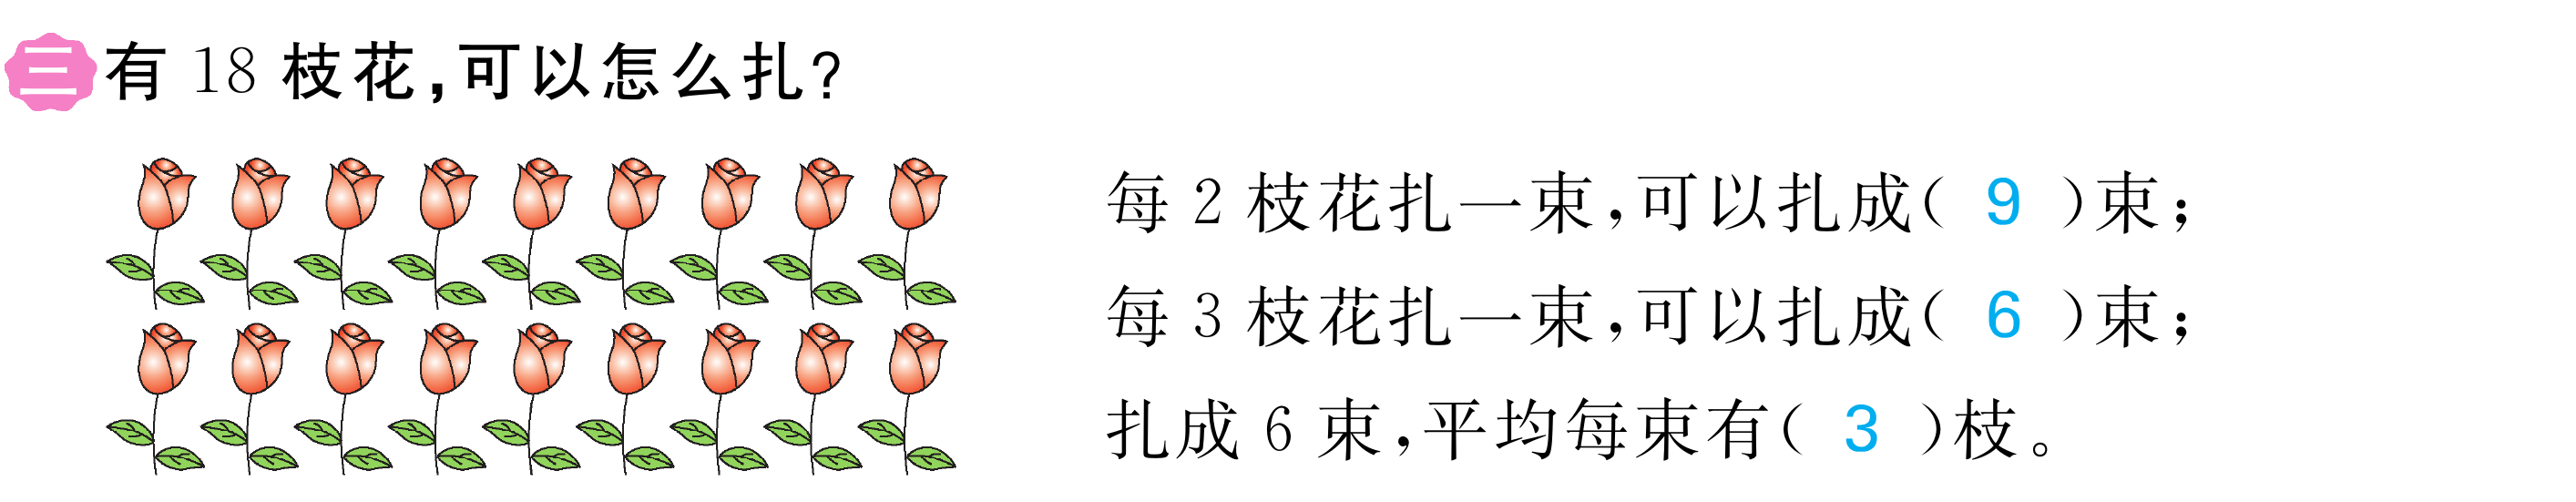 三 有 18 枝花,可以怎么扎?
每 2 枝花扎一束,可以扎成( 9 )束;
每 3 枝花扎一束,可以扎成( 6 )束;
扎成 6 束,平均每束有( 3 )枝。